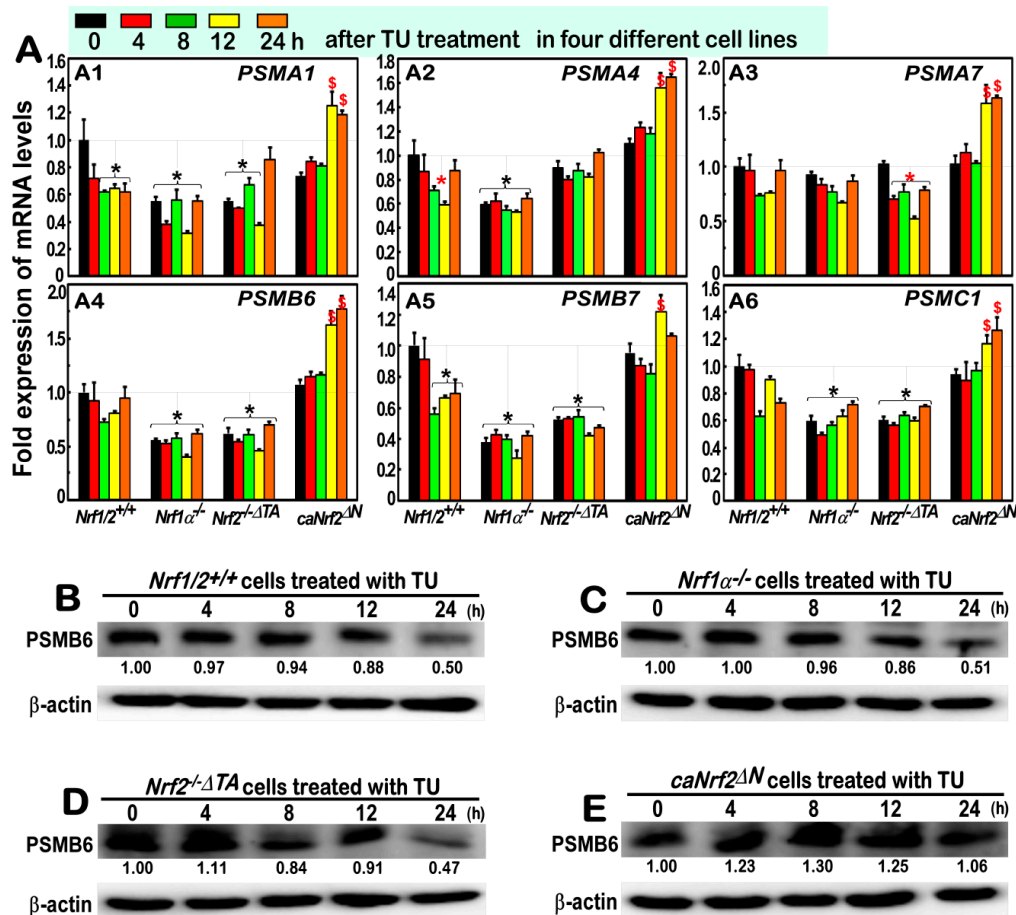 0 4 8 12 24 h after TU treatment in four different cell lines
A
Fold expression of mRNA levels
A1 PSMA1
1.6
1.4
1.2
1.0
0.8
0.6
0.4
0.2
0
* * * $ $
A2 PSMA4
1.6
1.4
1.2
1.0
0.8
0.6
0.4
0.2
0
* * $ $
A3 PSMA7
2.0
1.5
1.0
0.5
0
* $ $
A4 PSMB6
2.0
1.5
1.0
0.5
0
* * $ $
Nrf1/2+/+ Nrf1α-/- Nrf2-/-ΔTA caNrf2ΔN
A5 PSMB7
1.4
1.2
1.0
0.8
0.6
0.4
0.2
0
* * * $
Nrf1/2+/+ Nrf1α-/- Nrf2-/-ΔTA caNrf2ΔN
A6 PSMC1
1.6
1.4
1.2
1.0
0.8
0.6
0.4
0.2
0
* * $ $
Nrf1/2+/+ Nrf1α-/- Nrf2-/-ΔTA caNrf2ΔN
B Nrf1/2+/+ cells treated with TU
0 4 8 12 24 (h)
PSMB6
1.00 0.97 0.94 0.88 0.50
β-actin
C Nrf1α-/- cells treated with TU
0 4 8 12 24 (h)
PSMB6
1.00 1.00 0.96 0.86 0.51
β-actin
D Nrf2-/-ΔTA cells treated with TU
0 4 8 12 24 (h)
PSMB6
1.00 1.11 0.84 0.91 0.47
β-actin
E caNrf2ΔN cells treated with TU
0 4 8 12 24 (h)
PSMB6
1.00 1.23 1.30 1.25 1.06
β-actin